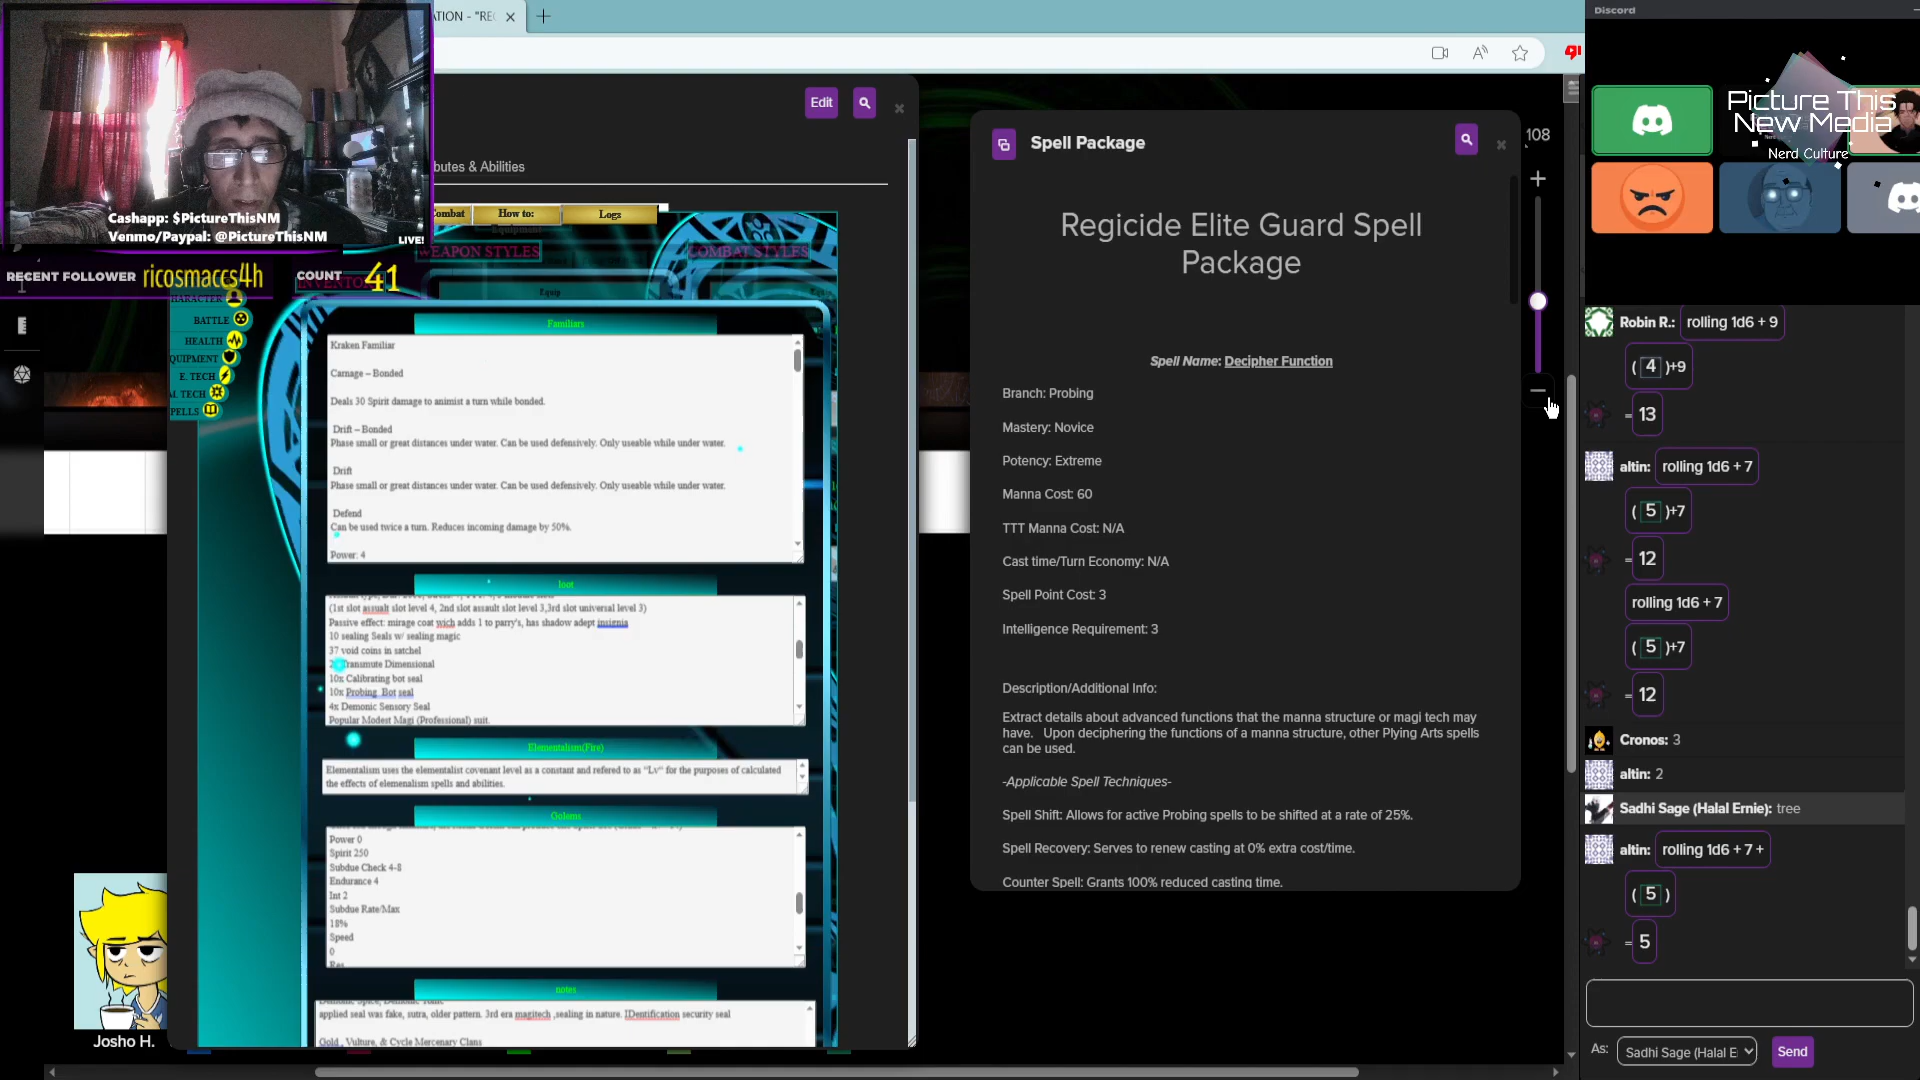 ATION - "REC
Cashapp: $PictureThisNM
Venmo/Paypal: @PictureThisNM
LIVE!
RECENT FOLLOWER ricosmaccs4h
COUNT 41
INVENTO
CHARACTER
BATTLE
HEALTH
EQUIPMENT
E. TECH
M. TECH
SPELLS
Edit
butes & Abilities
Combat
How to:
Logz
Equipment
WEAPON STYLES
COMBAT STYLES
Equip
Familiars
Kraken Familiar
Carnage – Bonded
Deals 30 Spirit damage to animist a turn while bonded.
Drift – Bonded
Phase small or great distances under water. Can be used defensively. Only useable while under water.
Drift
Phase small or great distances under water. Can be used defensively. Only useable while under water.
Defend
Can be used twice a turn. Reduces incoming damage by 50%.
Power: 4
loot
(1st slot assualt slot level 4, 2nd slot assault slot level 3,3rd slot universal level 3)
Passive effect: mirage coat wich adds 1 to parry's, has shadow adept insignia
10 sealing Seals w/ sealing magic
37 void coins in satchel
Transmute Dimensional
10x Calibrating bot seal
10x Probing Bot seal
4x Demonic Sensory Seal
Popular Modest Magi (Professional) suit.
Elementalism(Fire)
Elementalism uses the elementalist covenant level as a constant and refered to as "Lv" for the purposes of calculated
the effects of elemenalism spells and abilities.
Golems
Power 0
Spirit 250
Subdue Check 4-8
Endurance 4
Int 2
Subdue Rate/Max
18%
Speed
0
Res
notes
Demonic Spice, Demonic Tonic
applied seal was fake, sutra, older pattern. 3rd era magitech ,sealing in nature. IDentification security seal
Gold , Vulture, & Cycle Mercenary Clans
Josho H.
Spell Package
Regicide Elite Guard Spell
Package
Spell Name: Decipher Function
Branch: Probing
Mastery: Novice
Potency: Extreme
Manna Cost: 60
TTT Manna Cost: N/A
Cast time/Turn Economy: N/A
Spell Point Cost: 3
Intelligence Requirement: 3
Description/Additional Info:
Extract details about advanced functions that the manna structure or magi tech may
have. Upon deciphering the functions of a manna structure, other Plying Arts spells
can be used.
-Applicable Spell Techniques-
Spell Shift: Allows for active Probing spells to be shifted at a rate of 25%.
Spell Recovery: Serves to renew casting at 0% extra cost/time.
Counter Spell: Grants 100% reduced casting time.
108
Discord
Picture This
New Media
Nerd Culture
Robin R.: rolling 1d6 + 9
( 4 )+9
= 13
altin: rolling 1d6 + 7
( 5 )+7
= 12
rolling 1d6 + 7
( 5 )+7
= 12
Cronos: 3
altin: 2
Sadhi Sage (Halal Ernie): tree
altin: rolling 1d6 + 7 +
( 5 )
= 5
As: Sadhi Sage (Halal E
Send